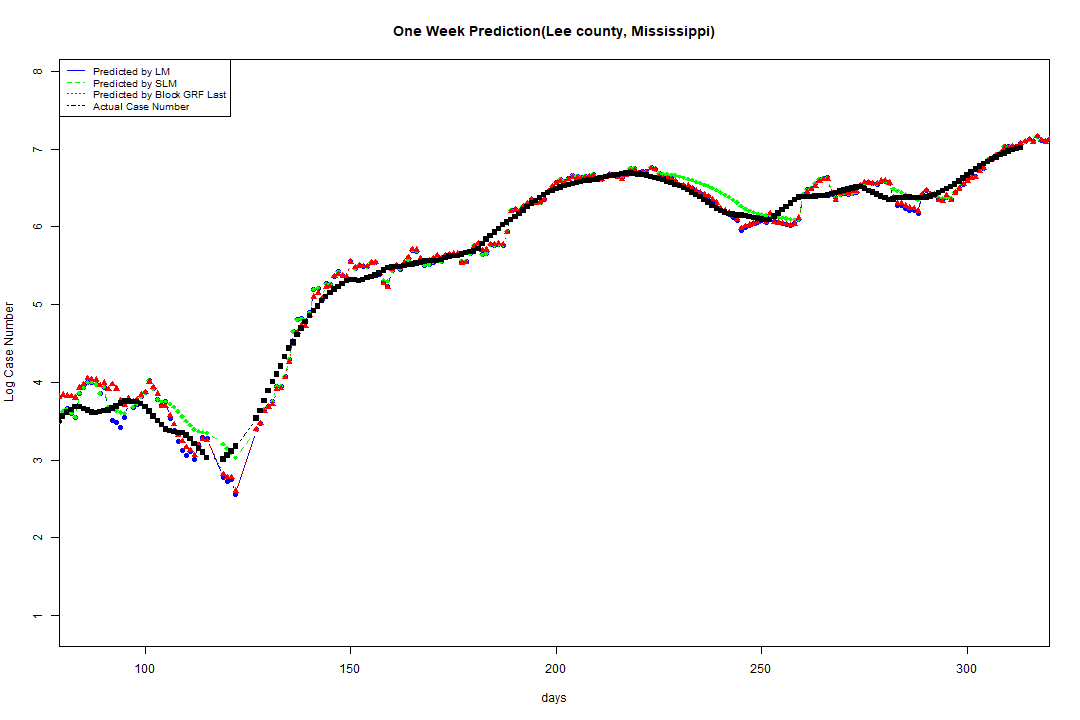 One Week Prediction(Lee county, Mississippi)
Predicted by LM
Predicted by SLM
Predicted by Block GRF Last
Actual Case Number
8
7
6
5
4
3
2
1
Log Case Number
100 150 200 250 300
days